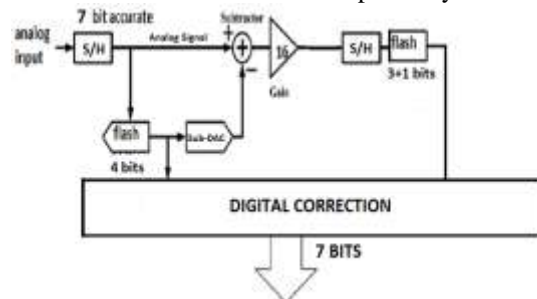 7 bit accurate
analog
input
S/H
Analog Signal
Subtractor
+
+
−
16
Gain
S/H
flash
3+1 bits
flash
Sub-DAC
4 bits
DIGITAL CORRECTION
7 BITS